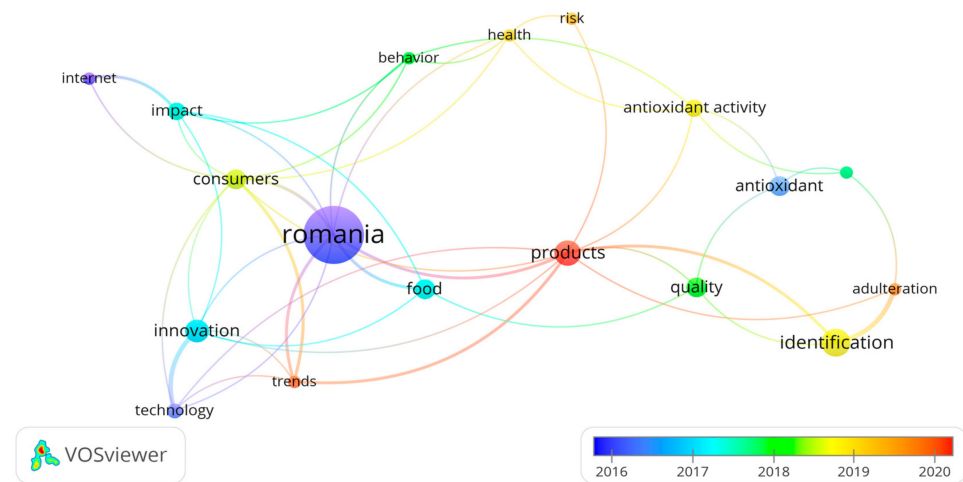 risk
health
behavior
internet
impact
antioxidant activity
consumers
antioxidant
romania
products
food
quality
adulteration
innovation
identification
trends
technology
VOSviewer
2016 2017 2018 2019 2020